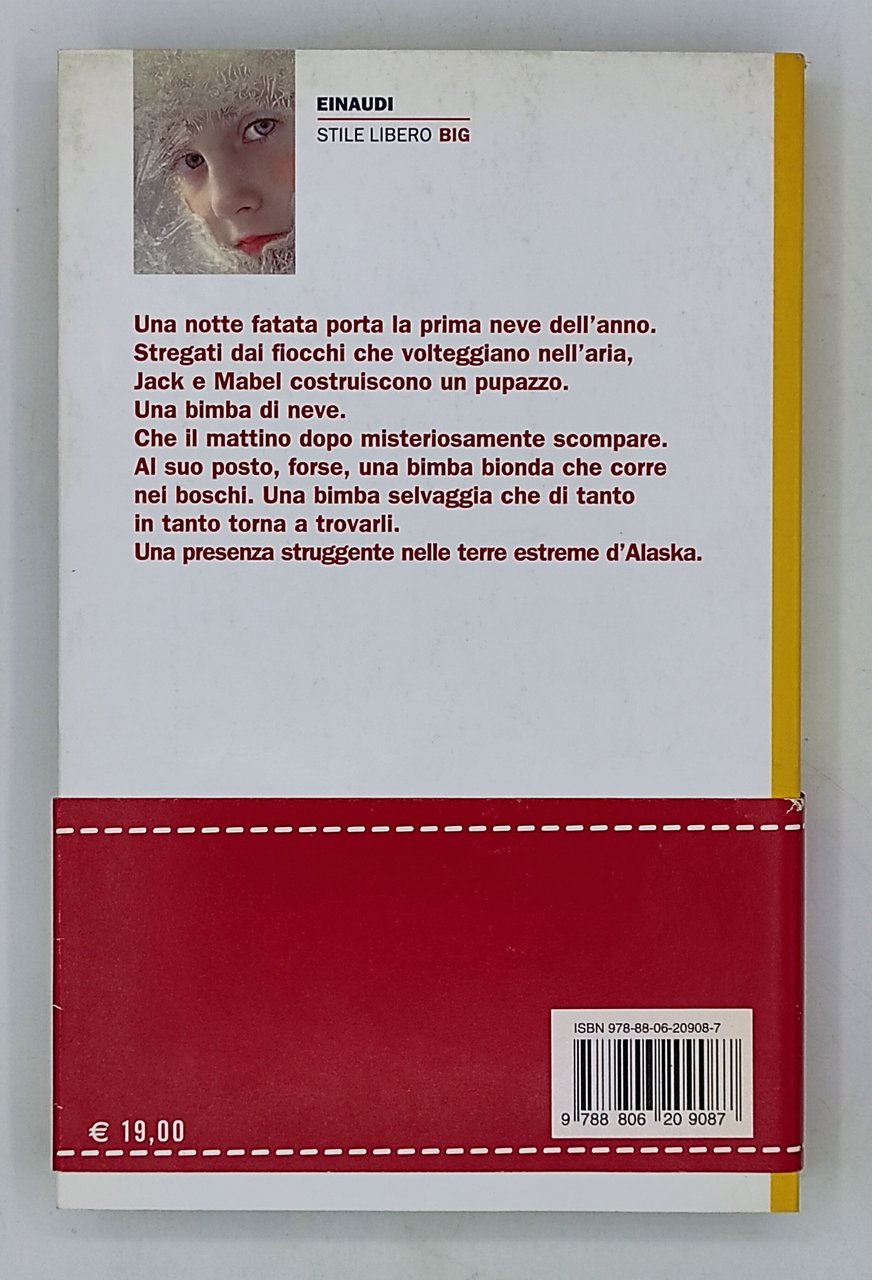 EINAUDI
STILE LIBERO BIG
Una notte fatata porta la prima neve dell'anno.
Stregati dai fiocchi che volteggiano nell'aria,
Jack e Mabel costruiscono un pupazzo.
Una bimba di neve.
Che il mattino dopo misteriosamente scompare.
Al suo posto, forse, una bimba bionda che corre
nei boschi. Una bimba selvaggia che di tanto
in tanto torna a trovarli.
Una presenza struggente nelle terre estreme d'Alaska.
ISBN 978-88-06-20908-7
9 788806 209087
€ 19,00